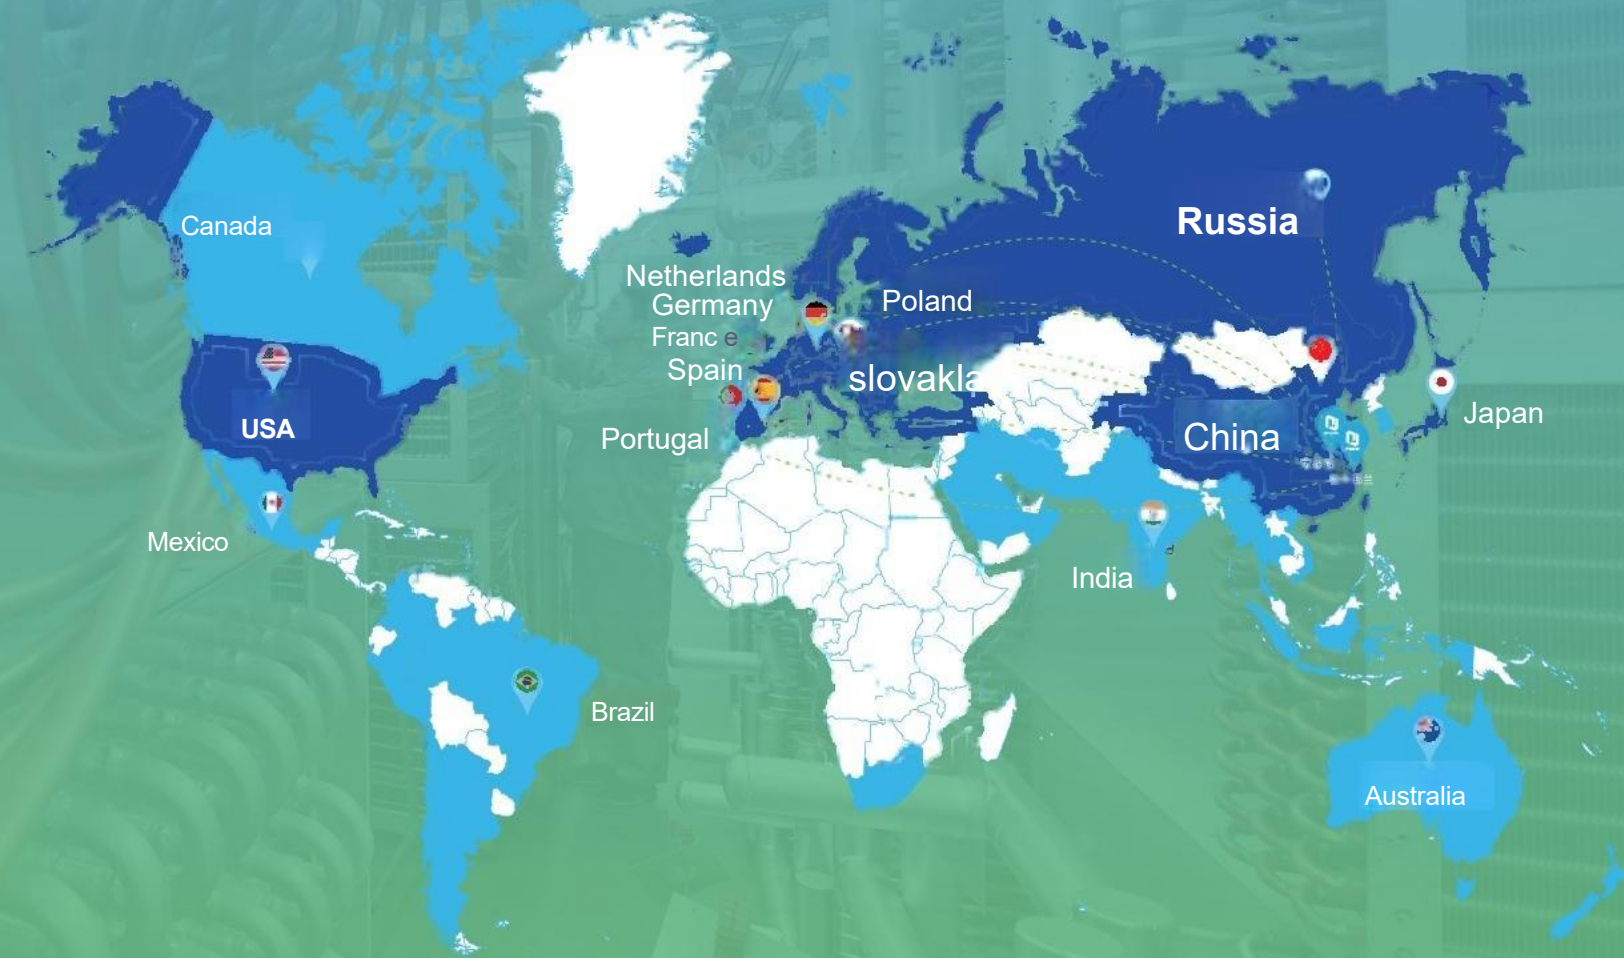 Canada
Russia
Netherlands
Germany
Poland
Franc e
Spain
slovakla
USA
Japan
China
Portugal
Mexico
India
Brazil
Australia